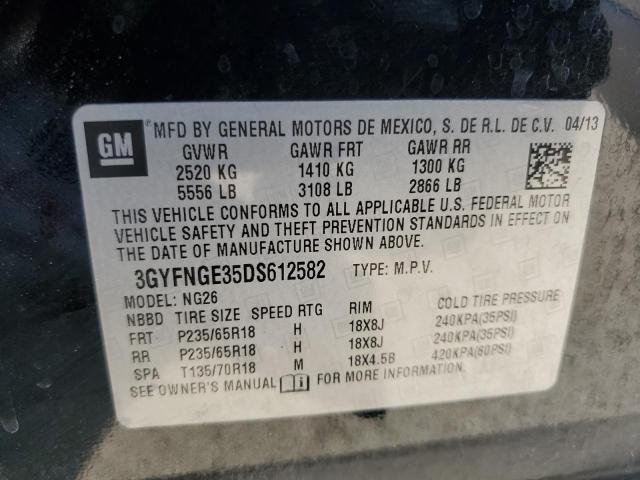 GM ® MFD BY GENERAL MOTORS DE MEXICO, S. DE R.L. DE C.V. 04/13
GVWR GAWR FRT GAWR RR
2520 KG 1410 KG 1300 KG
5556 LB 3108 LB 2866 LB
THIS VEHICLE CONFORMS TO ALL APPLICABLE U.S. FEDERAL MOTOR
VEHICLE SAFETY AND THEFT PREVENTION STANDARDS IN EFFECT ON
THE DATE OF MANUFACTURE SHOWN ABOVE.
3GYFNGE35DS612582 TYPE: M.P.V.
MODEL: NG26
NBBD TIRE SIZE SPEED RTG RIM COLD TIRE PRESSURE
FRT P235/65R18 H 18X8J 240KPA(35PSI)
RR P235/65R18 H 18X8J 240KPA(35PSI)
SPA T135/70R18 M 18X4.5B 420KPA(60PSI)
SEE OWNER'S MANUAL FOR MORE INFORMATION.